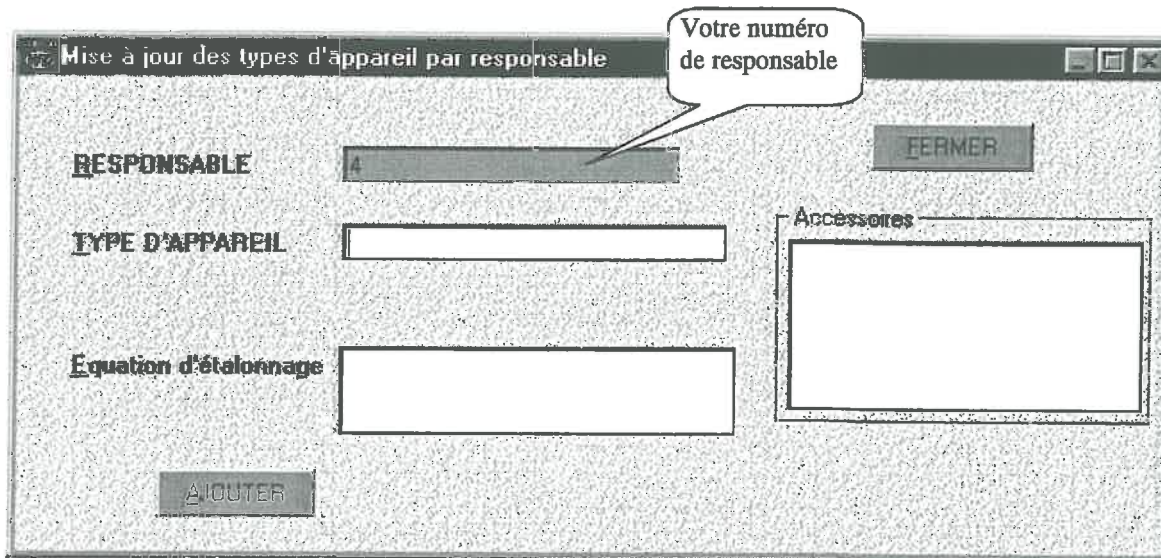 Votre numéro
de responsable
Mise à jour des types d'appareil par responsable
RESPONSABLE
4
FERMER
TYPE D'APPAREIL
Accessoires
Equation d'étalonnage
AJOUTER